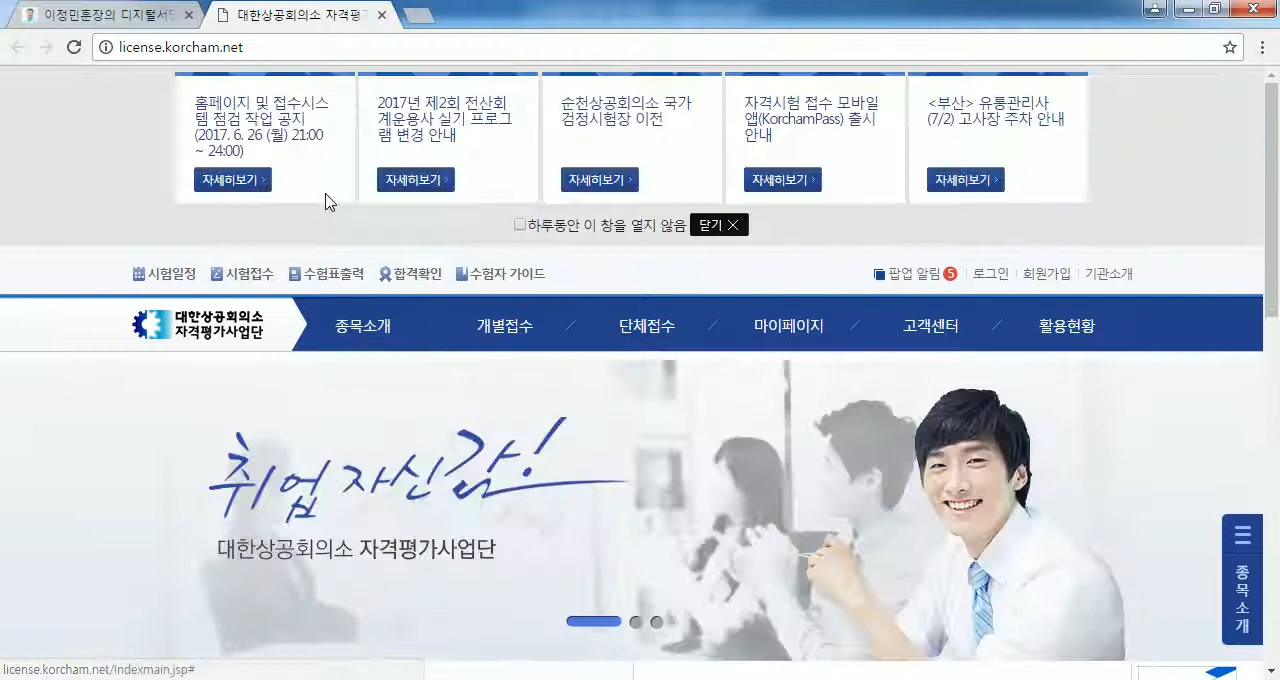 이정민훈장의 디지털서
대한상공회의소 자격평
license.korcham.net
홈페이지 및 접수시스
템 점검 작업 공지
(2017. 6. 26 (월) 21:00
~ 24:00)
자세히보기
2017년 제2회 전산회
계운용사 실기 프로그
램 변경 안내
자세히보기
순천상공회의소 국가
검정시험장 이전
자세히보기
자격시험 접수 모바일
앱(KorchamPass) 출시
안내
자세히보기
<부산> 유통관리사
(7/2) 고사장 주차 안내
자세히보기
하루동안 이 창을 열지 않음 닫기
시험일정 시험접수 수험표출력 합격확인 수험자 가이드
팝업 알림 5 로그인 회원가입 기관소개
대한상공회의소
자격평가사업단
종목소개 개별접수 단체접수 마이페이지 고객센터 활용현황
취업 자신감!
대한상공회의소 자격평가사업단
종
목
소
개
license.korcham.net/indexmain.jsp#